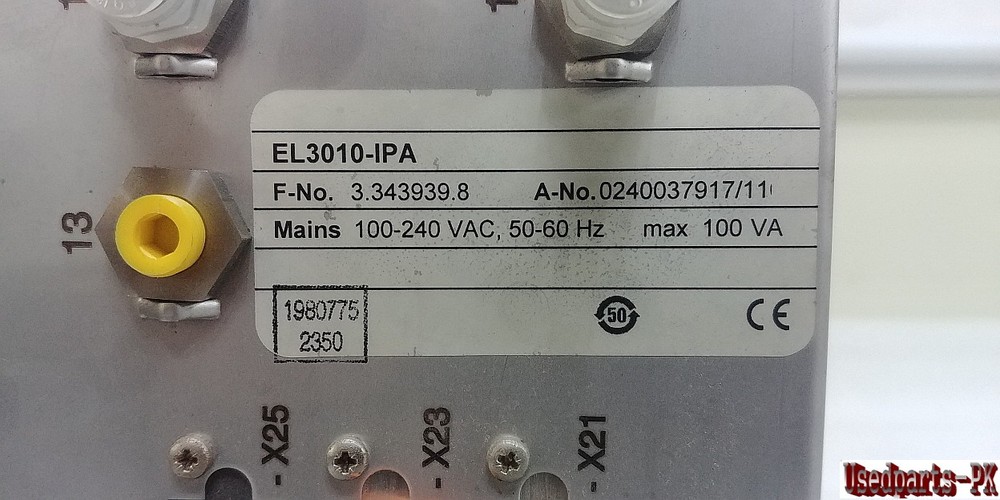 EL3010-IPA
F-No. 3.343939.8 A-No.0240037917/11
Mains 100-240 VAC, 50-60 Hz max 100 VA
13
1980775
2350
50
CE
-X25
-X23
-X21
Usedparts-PK